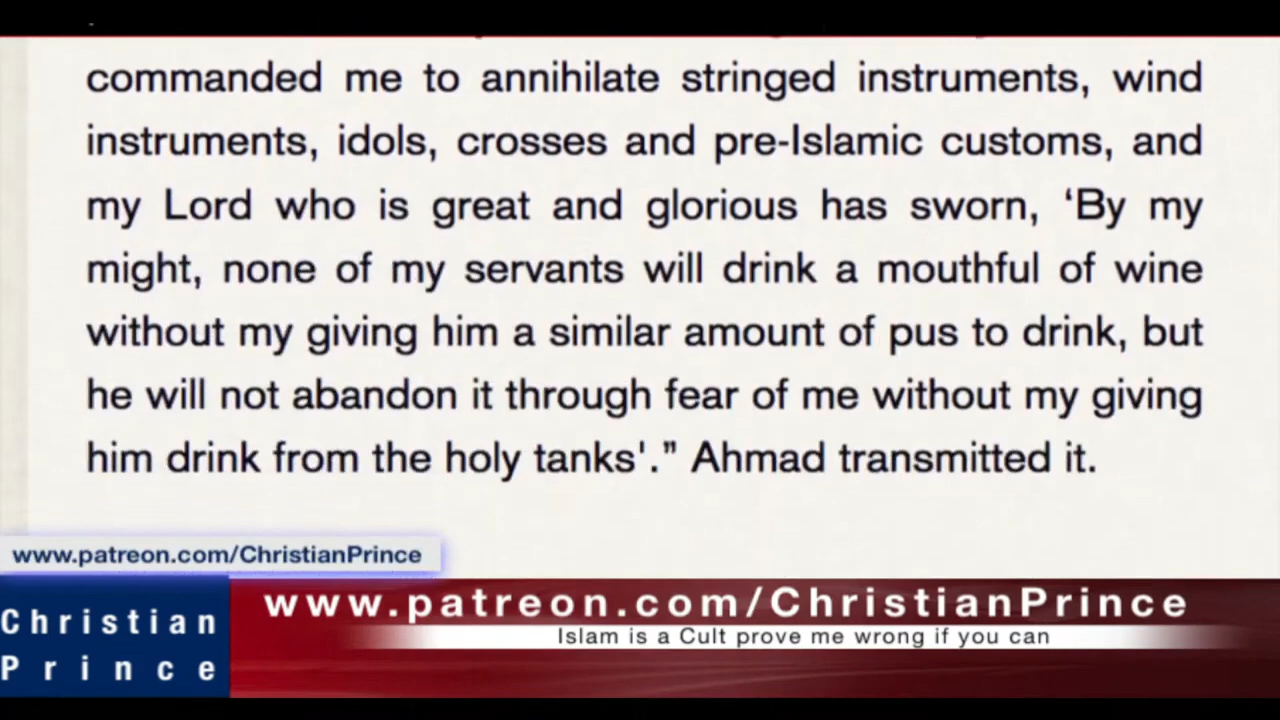 commanded me to annihilate stringed instruments, wind
instruments, idols, crosses and pre-Islamic customs, and
my Lord who is great and glorious has sworn, ‘By my
might, none of my servants will drink a mouthful of wine
without my giving him a similar amount of pus to drink, but
he will not abandon it through fear of me without my giving
him drink from the holy tanks'.” Ahmad transmitted it.
www.patreon.com/ChristianPrince
Christian
Prince
www.patreon.com/ChristianPrince
Islam is a Cult prove me wrong if you can